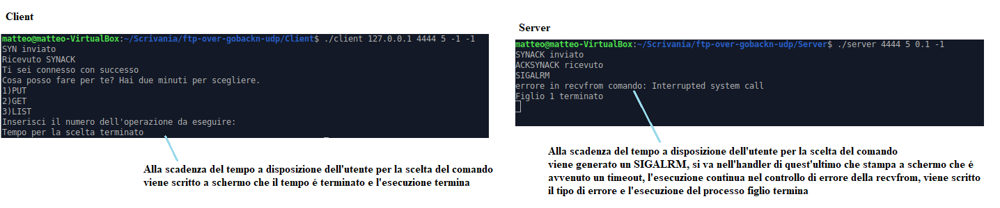 Client
matteo@matteo-VirtualBox:~/Scrivania/ftp-over-gobackn-udp/Client$ ./client 127.0.0.1 4444 5 -1 -1
SYN inviato
Ricevuto SYNACK
Ti sei connesso con successo
Cosa posso fare per te? Hai due minuti per scegliere.
1)PUT
2)GET
3)LIST
Inserisci il numero dell'operazione da eseguire:
Tempo per la scelta terminato
Alla scadenza del tempo a disposizione dell'utente per la scelta del comando
viene scritto a schermo che il tempo é terminato e l'esecuzione termina
Server
matteo@matteo-VirtualBox:~/Scrivania/ftp-over-gobackn-udp/Server$ ./server 4444 5 0.1 -1
SYNACK inviato
ACKSYNACK ricevuto
SIGALRM
errore in recvfrom comando: Interrupted system call
Figlio 1 terminato
Alla scadenza del tempo a disposizione dell'utente per la scelta del comando
viene generato un SIGALRM, si va nell'handler di quest'ultimo che stampa a schermo che é
avvenuto un timeout, l'esecuzione continua nel controllo di errore della recvfrom, viene scritto
il tipo di errore e l'esecuzione del processo figlio termina